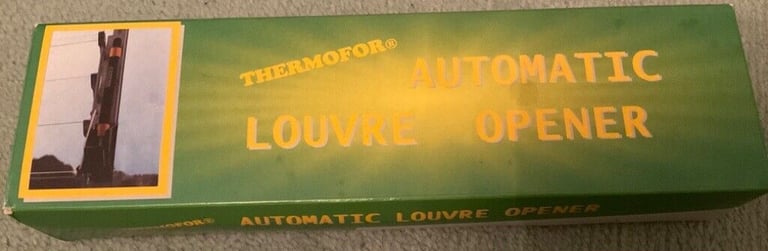 THERMOFOR®
AUTOMATIC
LOUVRE OPENER
THERMOFOR® AUTOMATIC LOUVRE OPENER